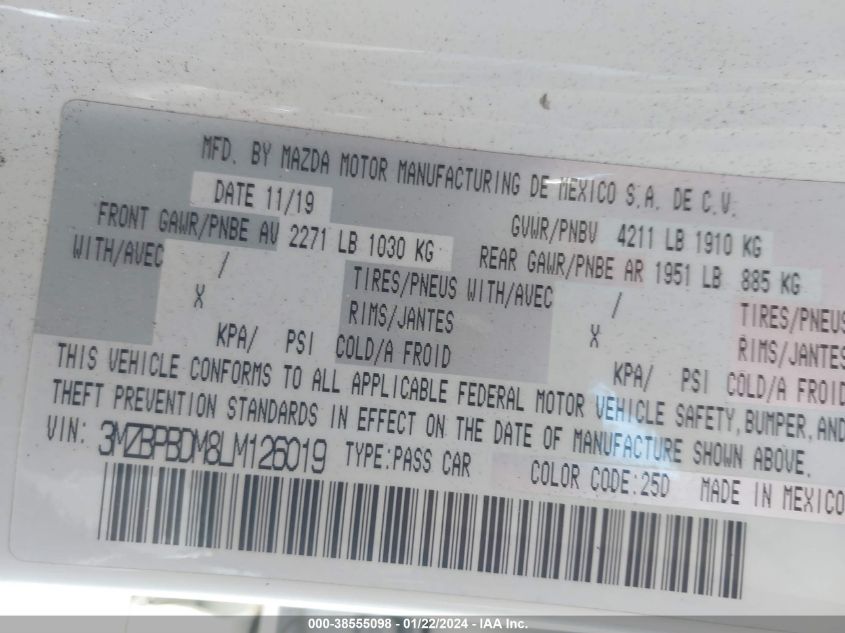 MFD. BY MAZDA MOTOR MANUFACTURING DE MEXICO S.A. DE C.V.
DATE 11/19 GVWR/PNBV 4211 LB 1910 KG
FRONT GAWR/PNBE AV 2271 LB 1030 KG REAR GAWR/PNBE AR 1951 LB 885 KG
WITH/AVEC / TIRES/PNEUS WITH/AVEC / TIRES/PNEUS
X RIMS/JANTES X RIMS/JANTES
KPA/ PSI COLD/A FROID KPA/ PSI COLD/A FROID
THIS VEHICLE CONFORMS TO ALL APPLICABLE FEDERAL MOTOR VEHICLE SAFETY, BUMPER, AND
THEFT PREVENTION STANDARDS IN EFFECT ON THE DATE OF MANUFACTURE SHOWN ABOVE.
VIN: 3MZBPBDM8LM126019 TYPE:PASS CAR COLOR CODE:25D MADE IN MEXICO
000-38555098 - 01/22/2024 - IAA Inc.